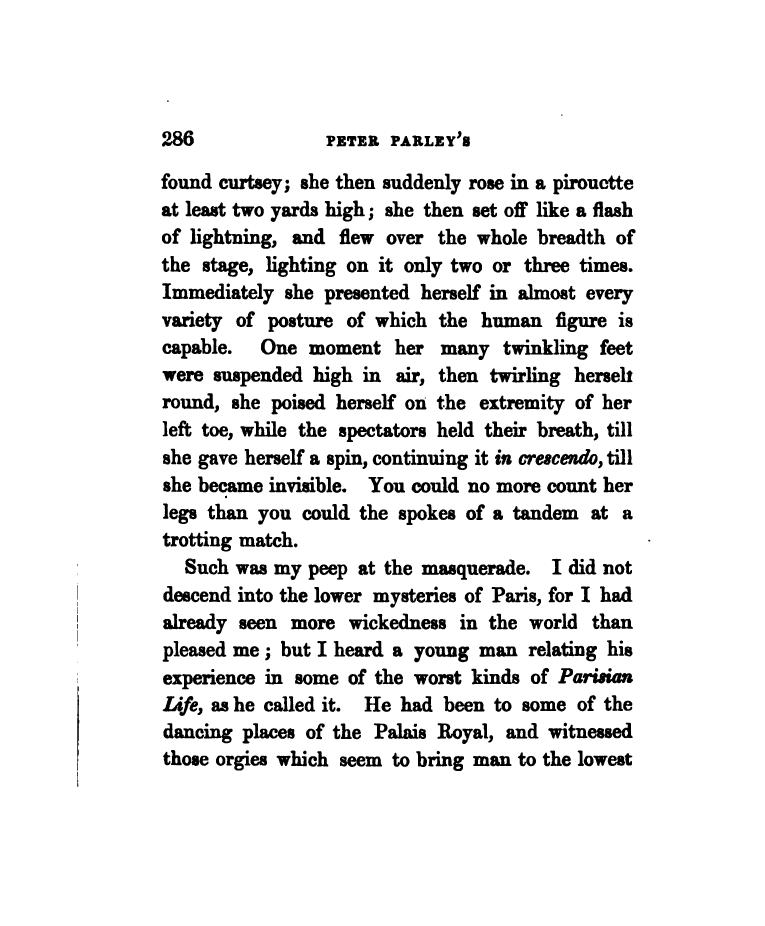 286 PETER PARLEY'S
found curtsey; she then suddenly rose in a pirouette
at least two yards high; she then set off like a flash
of lightning, and flew over the whole breadth of
the stage, lighting on it only two or three times.
Immediately she presented herself in almost every
variety of posture of which the human figure is
capable. One moment her many twinkling feet
were suspended high in air, then twirling herself
round, she poised herself on the extremity of her
left toe, while the spectators held their breath, till
she gave herself a spin, continuing it in crescendo, till
she became invisible. You could no more count her
legs than you could the spokes of a tandem at a
trotting match.
Such was my peep at the masquerade. I did not
descend into the lower mysteries of Paris, for I had
already seen more wickedness in the world than
pleased me; but I heard a young man relating his
experience in some of the worst kinds of Parisian
Life, as he called it. He had been to some of the
dancing places of the Palais Royal, and witnessed
those orgies which seem to bring man to the lowest